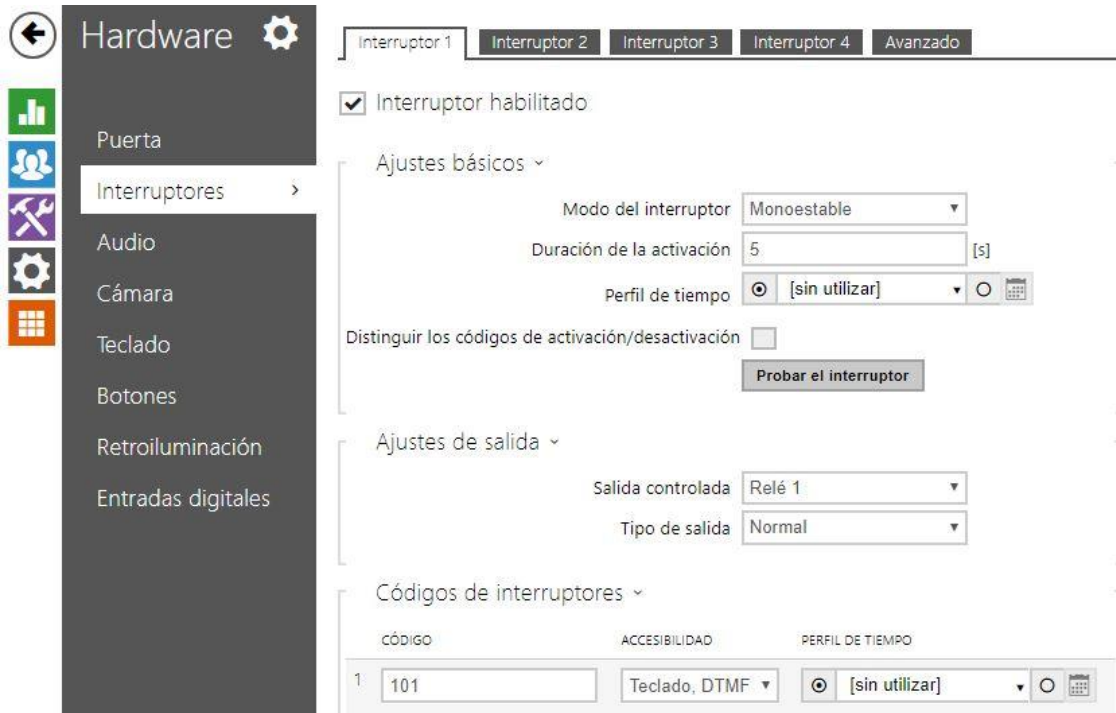 Hardware
Puerta
Interruptores
Audio
Cámara
Teclado
Botones
Retroiluminación
Entradas digitales
Interruptor 1 Interruptor 2 Interruptor 3 Interruptor 4 Avanzado
Interruptor habilitado
Ajustes básicos
Modo del interruptor Monoestable
Duración de la activación 5 [s]
Perfil de tiempo [sin utilizar]
Distinguir los códigos de activación/desactivación
Probar el interruptor
Ajustes de salida
Salida controlada Relé 1
Tipo de salida Normal
Códigos de interruptores
CÓDIGO ACCESIBILIDAD PERFIL DE TIEMPO
1 101 Teclado, DTMF [sin utilizar]